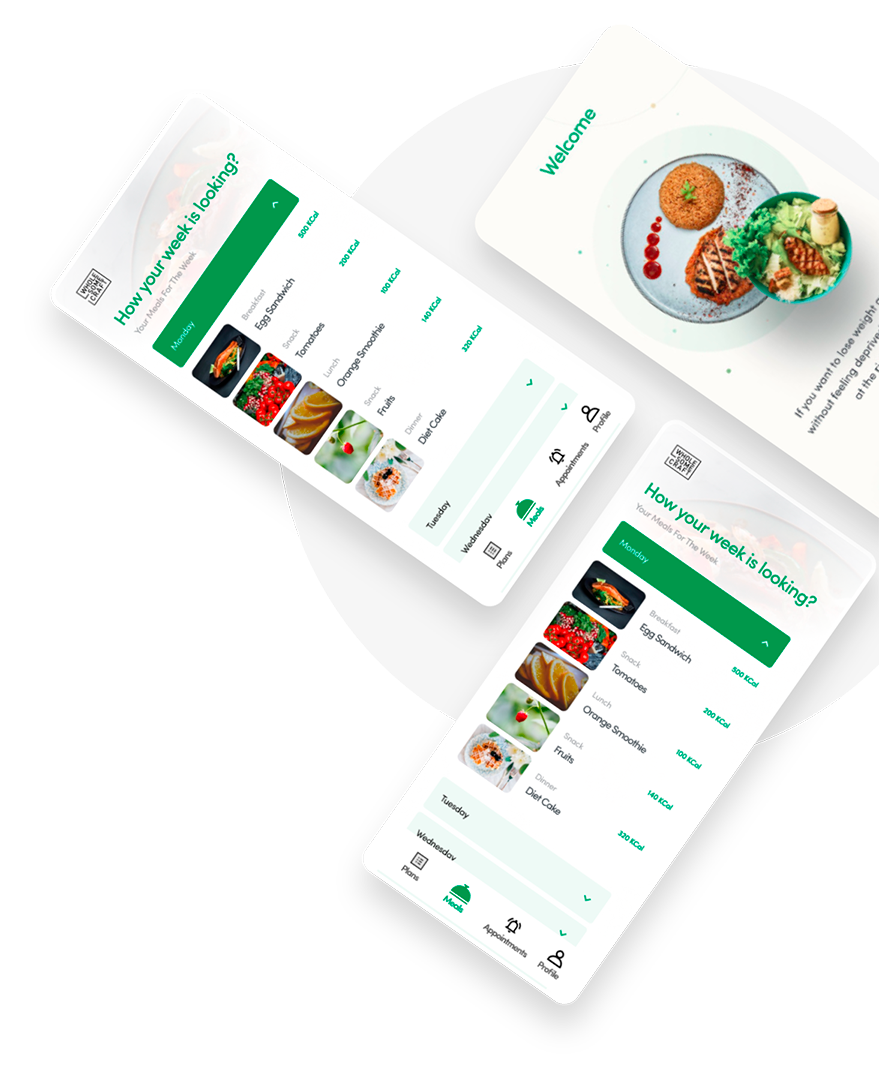 WHOLE
SOME
CRAFT
How your week is looking?
Your Meals For The Week
Monday
Breakfast
Egg Sandwich
500 KCal
Snack
Tomatoes
200 KCal
Lunch
Orange Smoothie
100 KCal
Snack
Fruits
140 KCal
Dinner
Diet Cake
320 KCal
Tuesday
Wednesday
Plans
Meals
Appointments
Profile
Welcome
If you want to lose weight
without feeling
at the
WHOLE
SOME
CRAFT
How your week is looking?
Your Meals For The Week
Monday
Breakfast
Egg Sandwich
500 KCal
Snack
Tomatoes
200 KCal
Lunch
Orange Smoothie
100 KCal
Snack
Fruits
140 KCal
Dinner
Diet Cake
320 KCal
Tuesday
Wednesday
Plans
Meals
Appointments
Profile